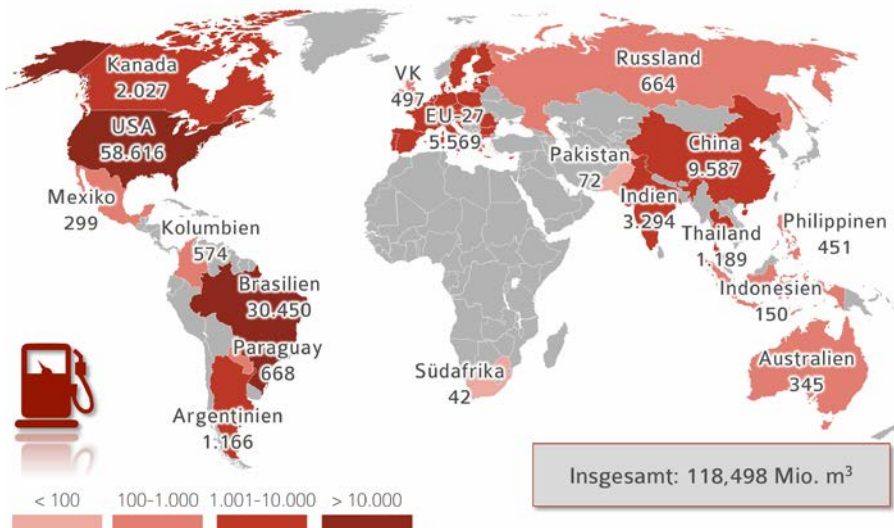 Kanada
2.027
USA
58.616
Mexiko
299
Kolumbien
574
Brasilien
30.450
Paraguay
668
Argentinien
1.166
VK
497
EU-27
5.569
Russland
664
Pakistan
72
China
9.587
Indien
3.294
Thailand
1.189
Philippinen
451
Indonesien
150
Südafrika
42
Australien
345
Insgesamt: 118,498 Mio. m³
< 100 100-1.000 1.001-10.000 > 10.000